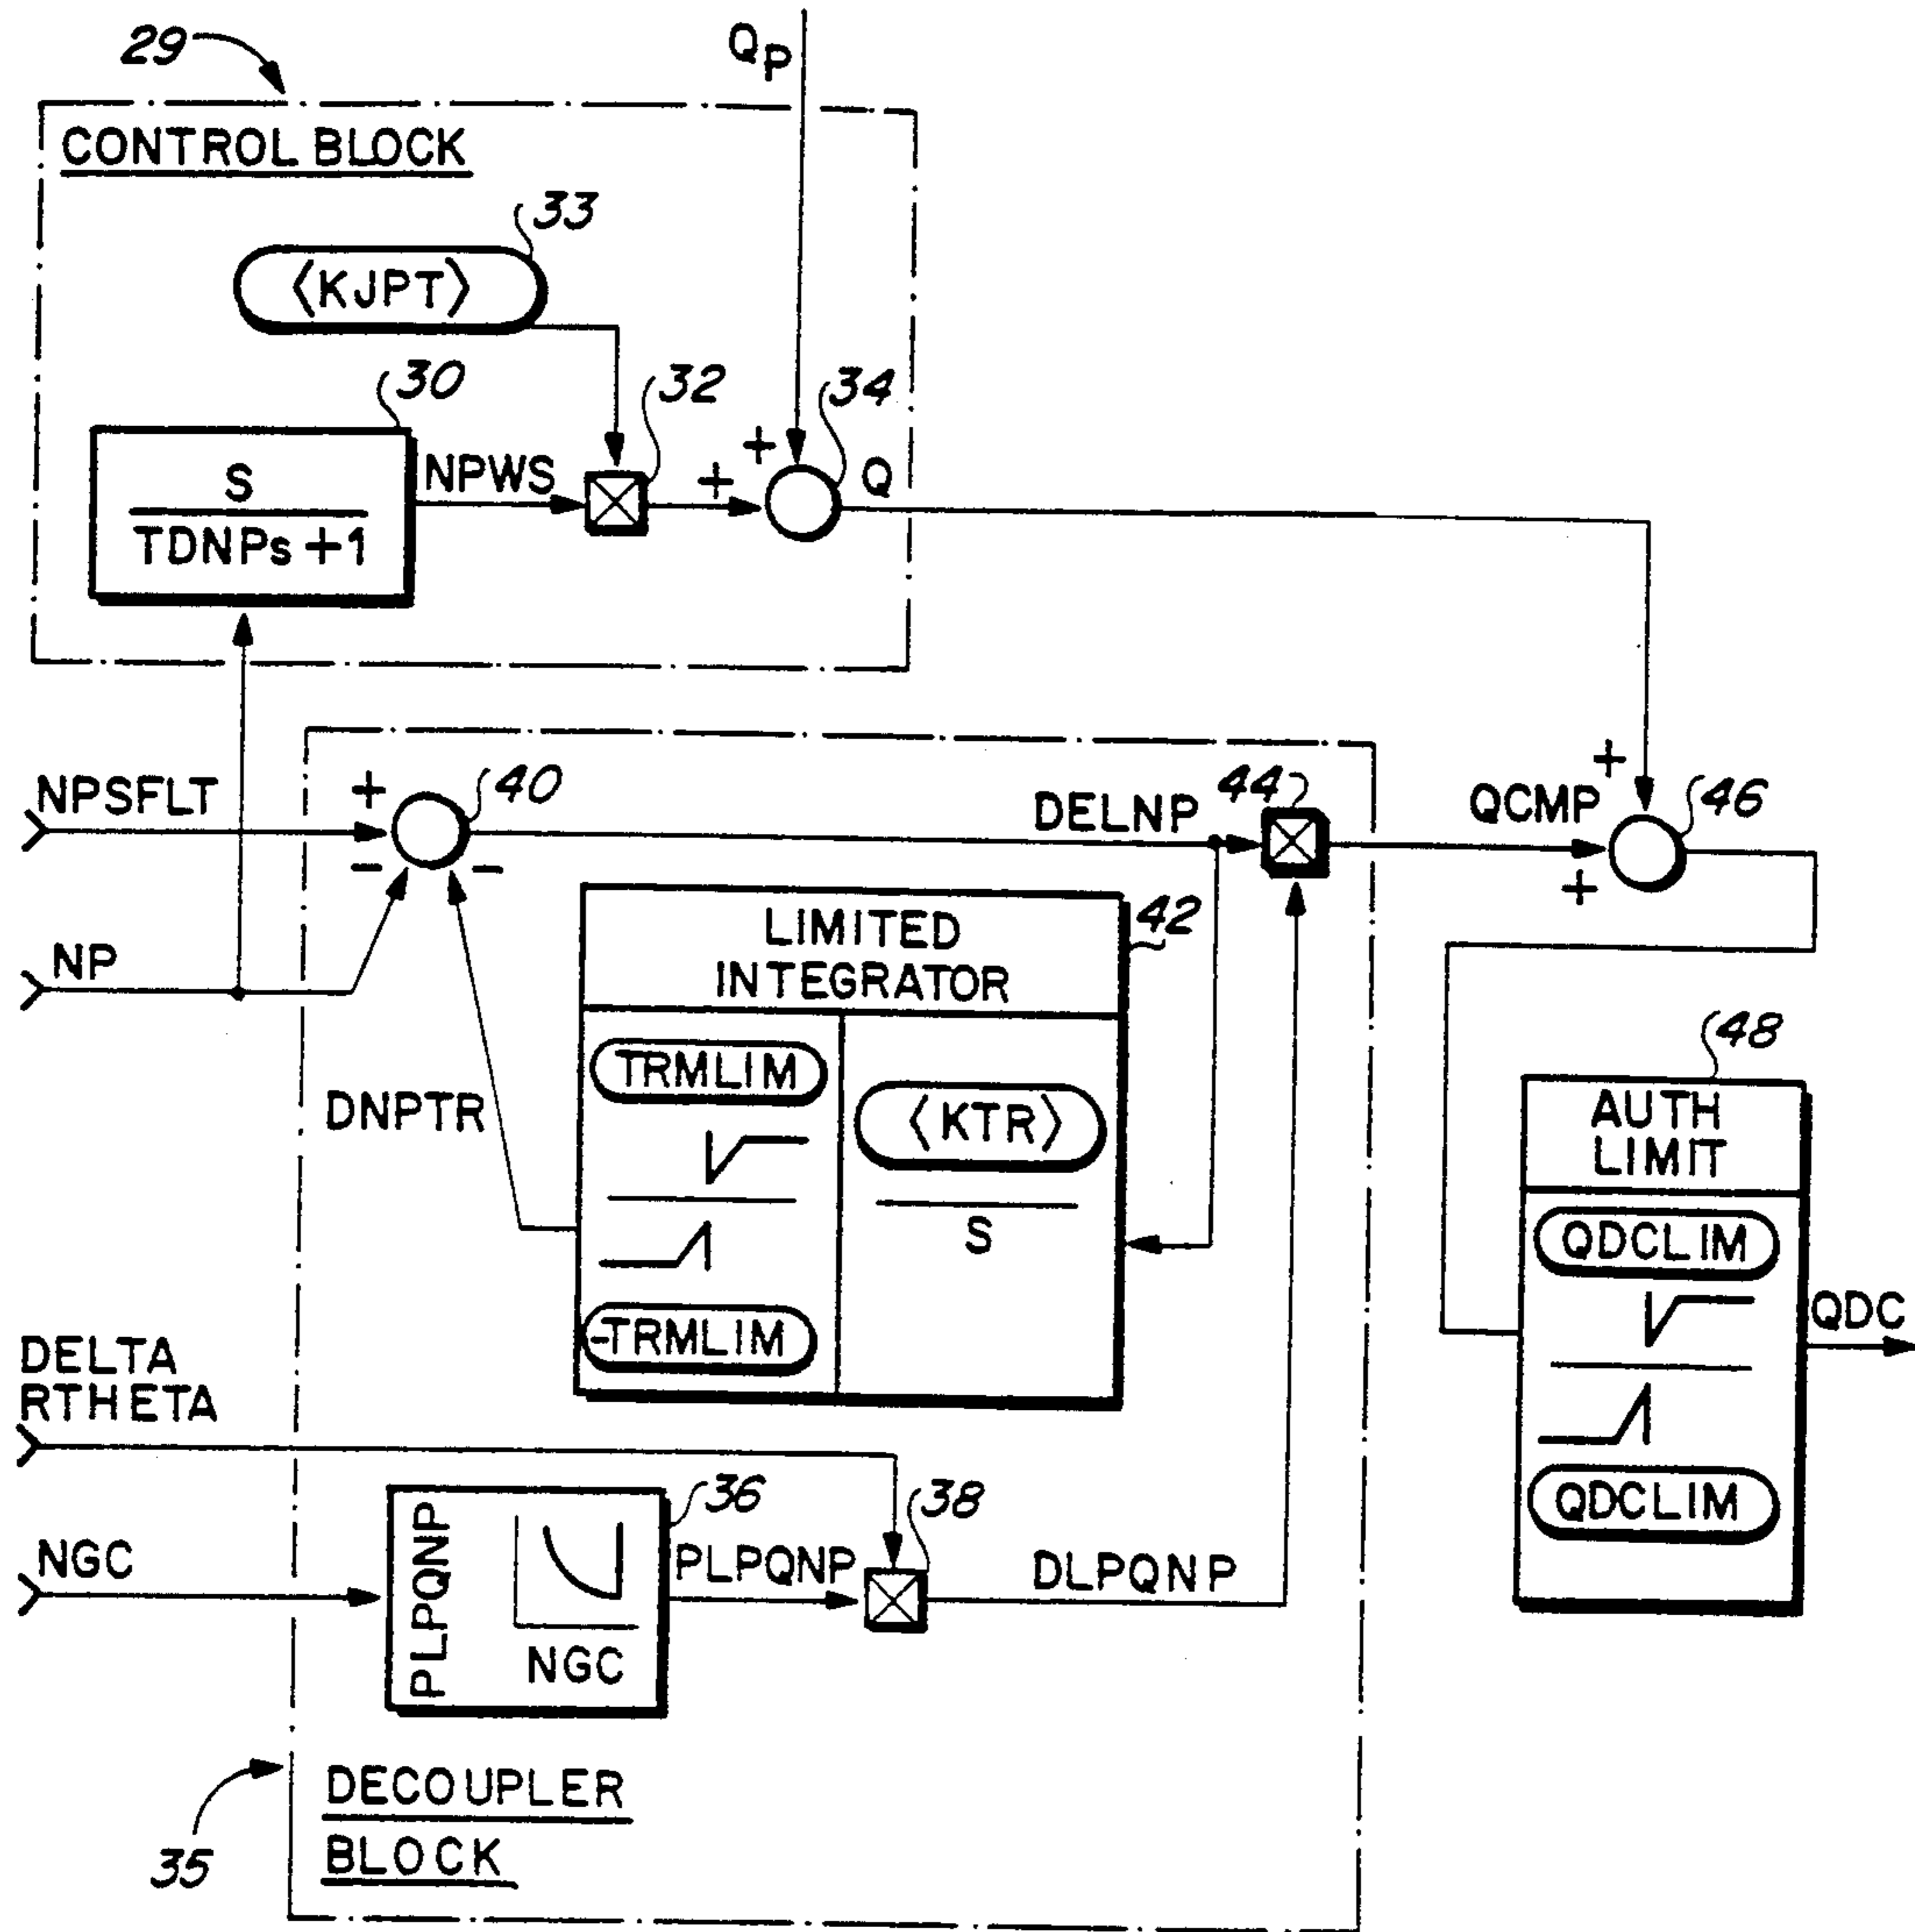 29
Qp
CONTROL BLOCK
33
〈KJPT〉
30
32
34
S
TDNPs +1
NPWS
+
+
Q
NPSFLT
+
40
DELNP
44
QCMP
+
46
-
-
+
NP
LIMITED
INTEGRATOR
42
TRMLIM
〈KTR〉
S
-TRMLIM
DNPTR
48
AUTH
LIMIT
QDCLIM
QDCLIM
QDC
DELTA
RTHETA
NGC
PLPQNP
NGC
36
PLPQNP
38
DLPQNP
35
DECOUPLER
BLOCK